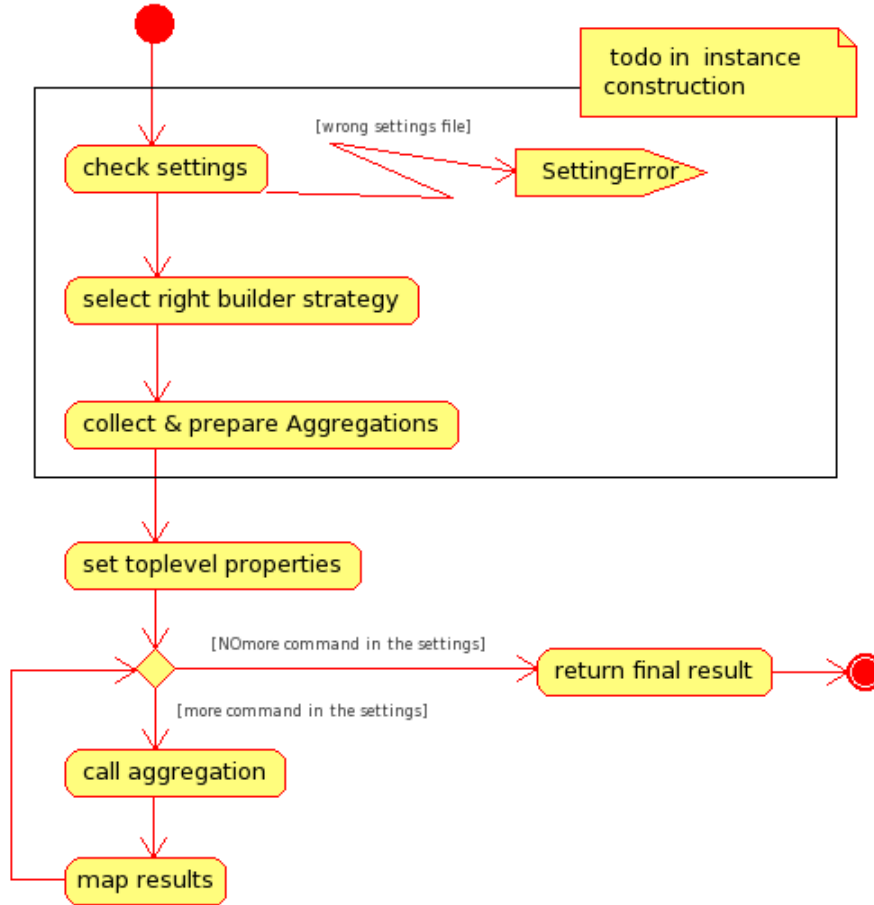 todo in instance
construction
[wrong settings file]
check settings
SettingError
select right builder strategy
collect & prepare Aggregations
set toplevel properties
[NOmore command in the settings]
return final result
[more command in the settings]
call aggregation
map results